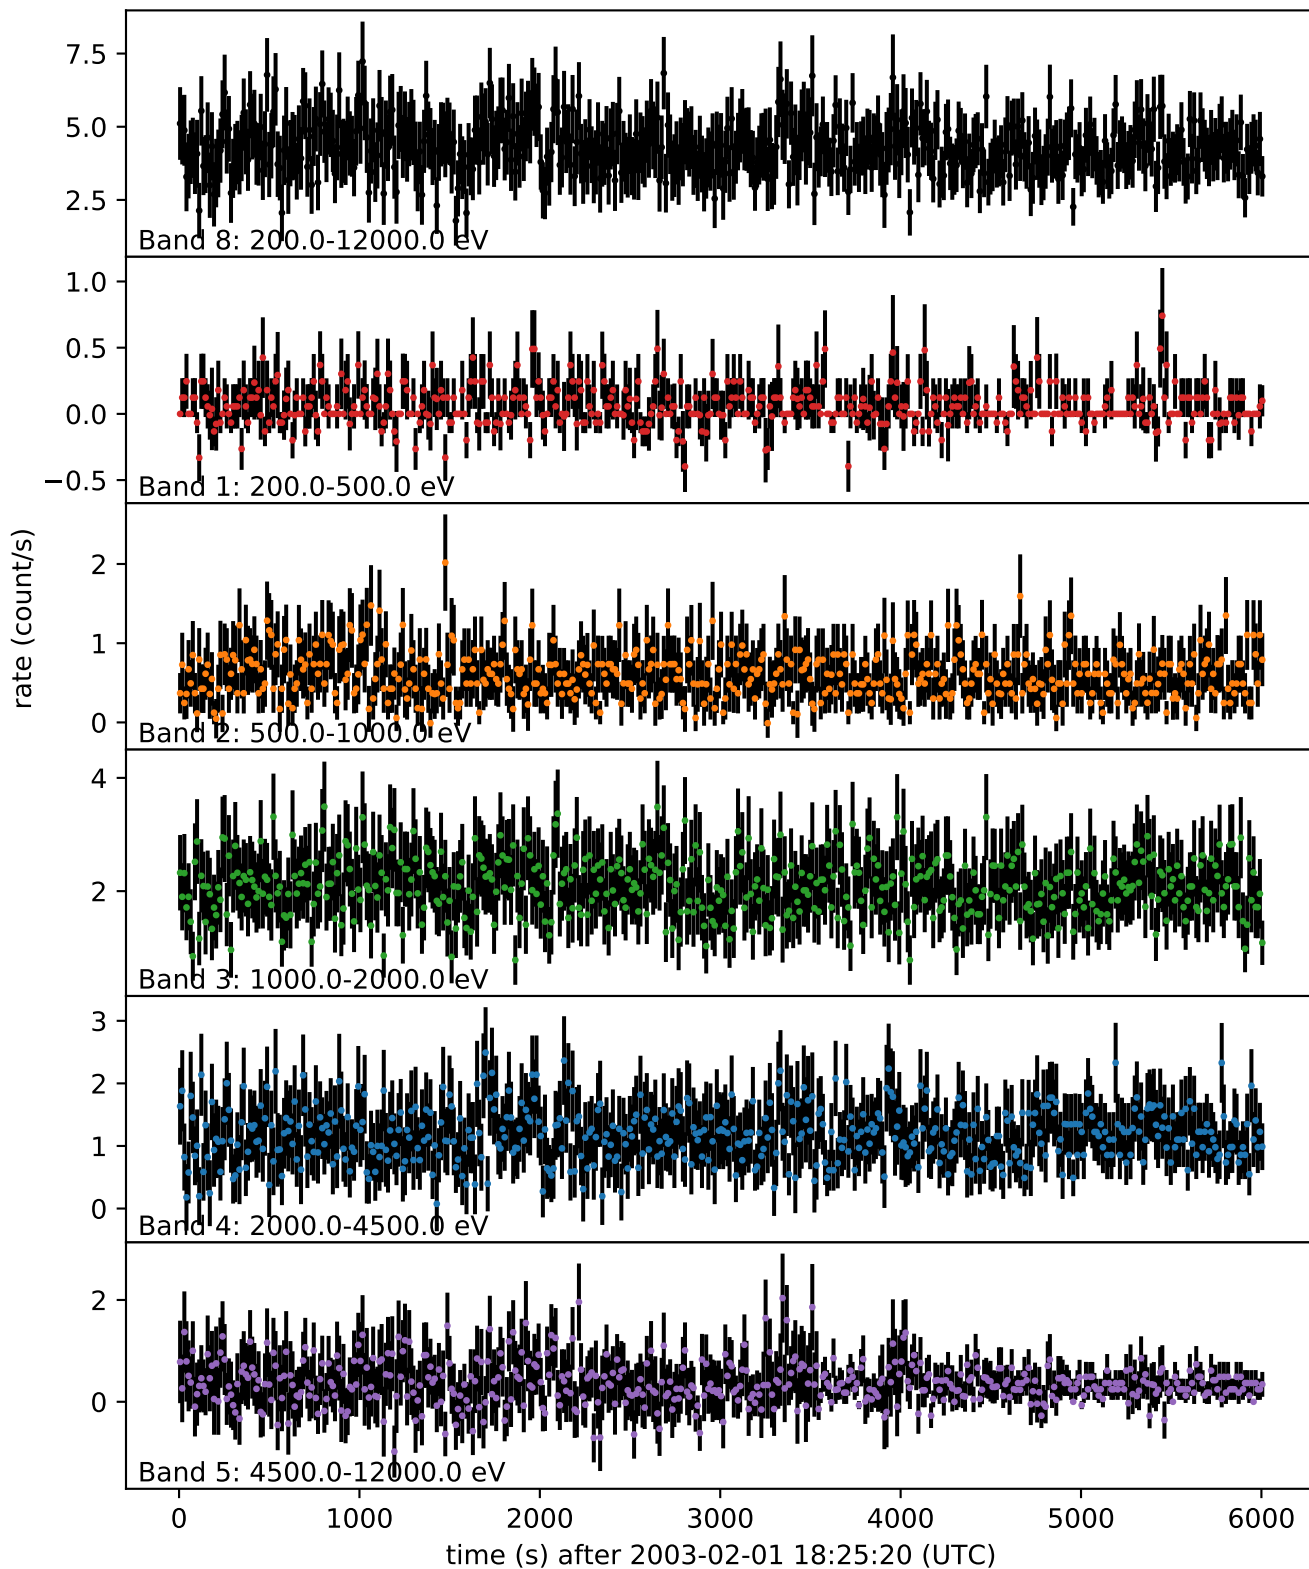 7.5
5.0
2.5
Band 8: 200.0-12000.0 eV
1.0
0.5
0.0
−0.5
Band 1: 200.0-500.0 eV
2
1
0
Band 2: 500.0-1000.0 eV
rate (count/s)
4
2
Band 3: 1000.0-2000.0 eV
3
2
1
0
Band 4: 2000.0-4500.0 eV
2
0
Band 5: 4500.0-12000.0 eV
0 1000 2000 3000 4000 5000 6000
time (s) after 2003-02-01 18:25:20 (UTC)